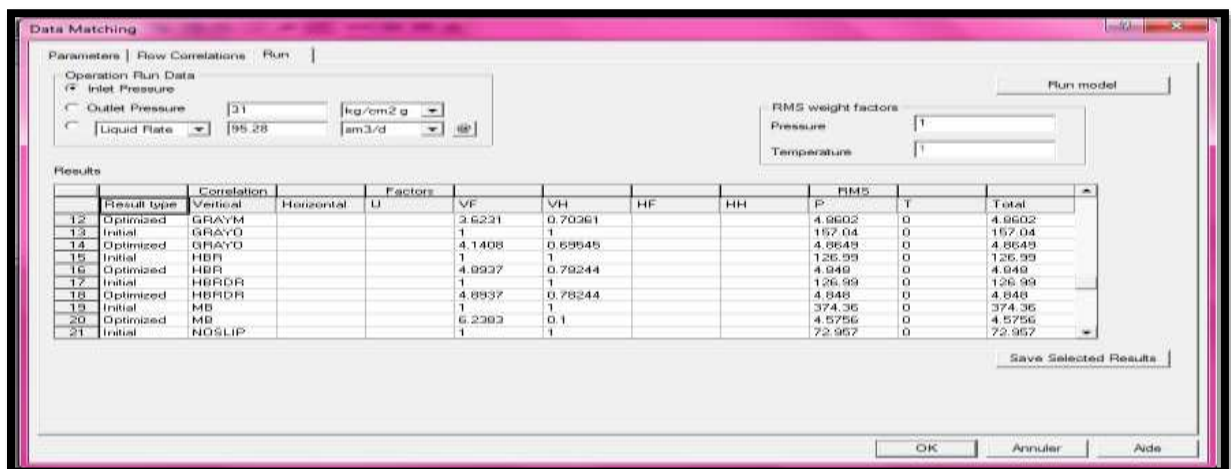 Data Matching
Parameters Flow Correlations Run
Operation Run Data
Inlet Pressure
Outlet Pressure 31 kg/cm2 g
Liquid Rate 95.28 sm3/d
Run model
RMS weight factors
Pressure 1
Temperature 1
Results
Correlation Factors RMS
Result type Vertical Horizontal U VF VH HF HH P T Total
12 Optimized GRAYM 3.6231 0.70361 4.8602 0 4.8602
13 Initial GRAYO 1 1 157.04 0 157.04
14 Optimized GRAYO 4.1408 0.69545 4.8649 0 4.8649
15 Initial HBR 1 1 126.99 0 126.99
16 Optimized HBR 4.8937 0.78244 4.848 0 4.848
17 Initial HBRDR 1 1 126.99 0 126.99
18 Optimized HBRDR 4.8937 0.78244 4.848 0 4.848
19 Initial MB 1 1 374.36 0 374.36
20 Optimized MB 6.2383 0.1 4.5756 0 4.5756
21 Initial NOSLIP 1 1 72.957 0 72.957
Save Selected Results
OK Annuler Aide